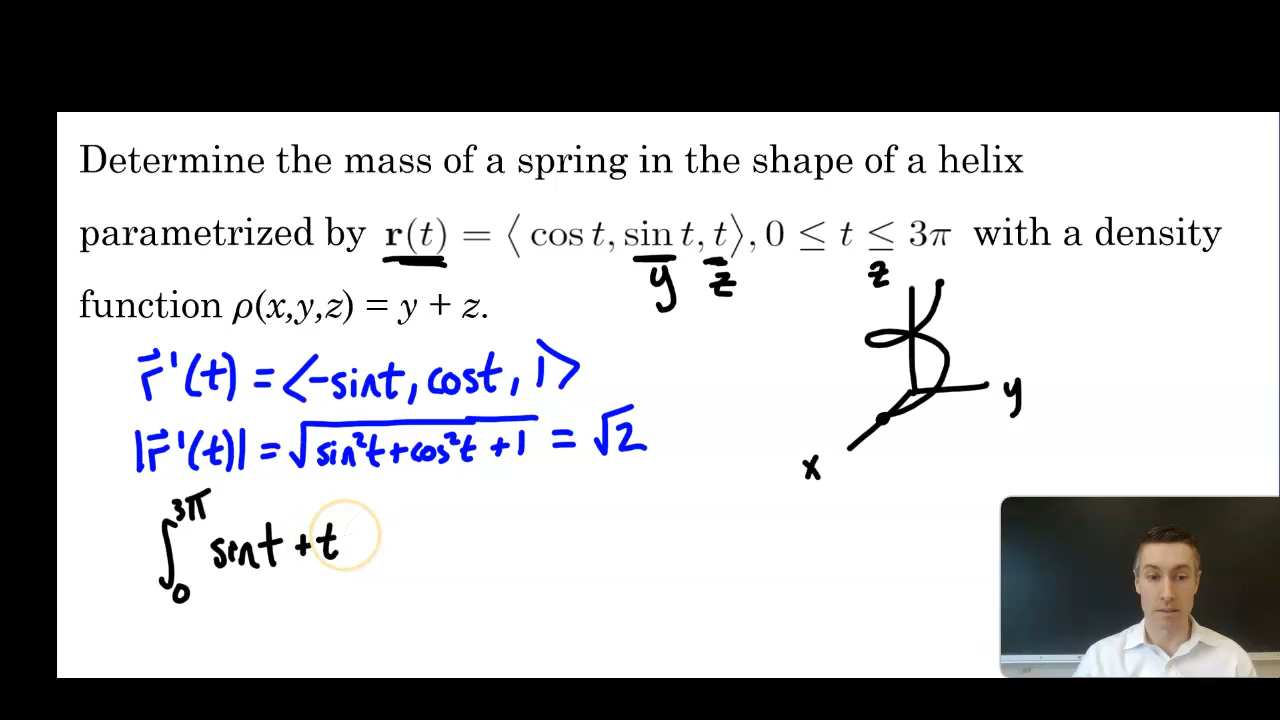 Determine the mass of a spring in the shape of a helix
parametrized by r(t) = ⟨ cos t, sin t, t⟩, 0 ≤ t ≤ 3π with a density
y z z
function ρ(x,y,z) = y + z.
r⃗ '(t) = <-sint, cost, 1>
|r⃗ '(t)| = √(sin²t + cos²t + 1) = √2
y
x
∫₀^3π sint + t